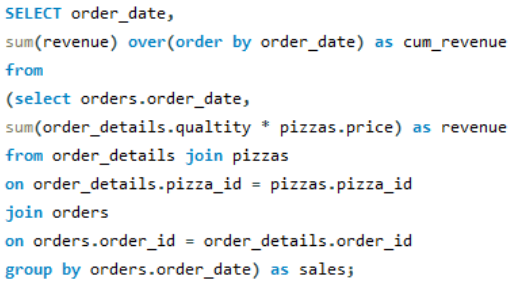 SELECT order_date,
sum(revenue) over(order by order_date) as cum_revenue
from
(select orders.order_date,
sum(order_details.qualtity * pizzas.price) as revenue
from order_details join pizzas
on order_details.pizza_id = pizzas.pizza_id
join orders
on orders.order_id = order_details.order_id
group by orders.order_date) as sales;